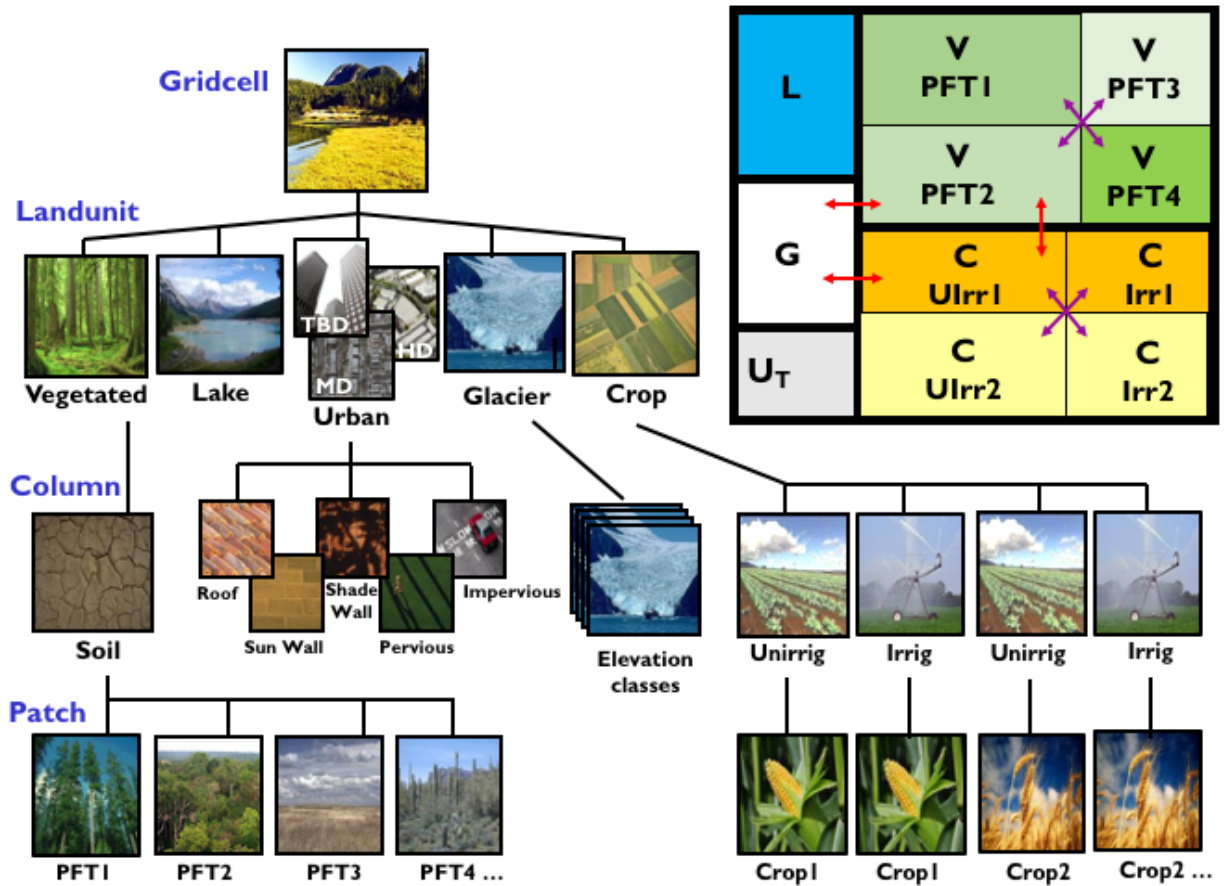 Gridcell
Landunit
TBD
HD
MD
Vegetated
Lake
Urban
Glacier
Crop
Column
Roof
Sun Wall
Shade
Wall
Pervious
Impervious
Soil
Elevation
classes
Unirrig
Irrig
Unirrig
Irrig
Patch
PFT1
PFT2
PFT3
PFT4 ...
Crop1
Crop1
Crop2
Crop2 ...
L
G
UT
V
PFT1
V
PFT3
V
PFT2
V
PFT4
C
UIrr1
C
Irr1
C
UIrr2
C
Irr2